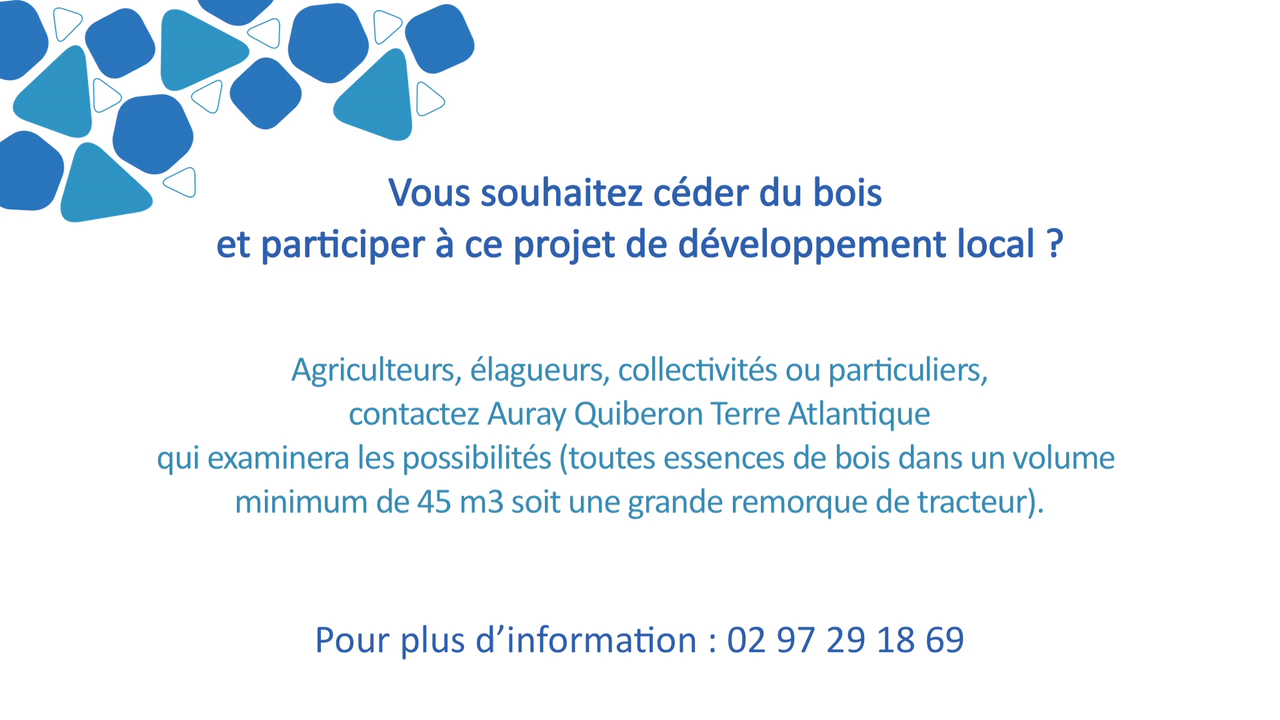 Vous souhaitez céder du bois
et participer à ce projet de développement local ?
Agriculteurs, élagueurs, collectivités ou particuliers,
contactez Auray Quiberon Terre Atlantique
qui examinera les possibilités (toutes essences de bois dans un volume
minimum de 45 m3 soit une grande remorque de tracteur).
Pour plus d’information : 02 97 29 18 69